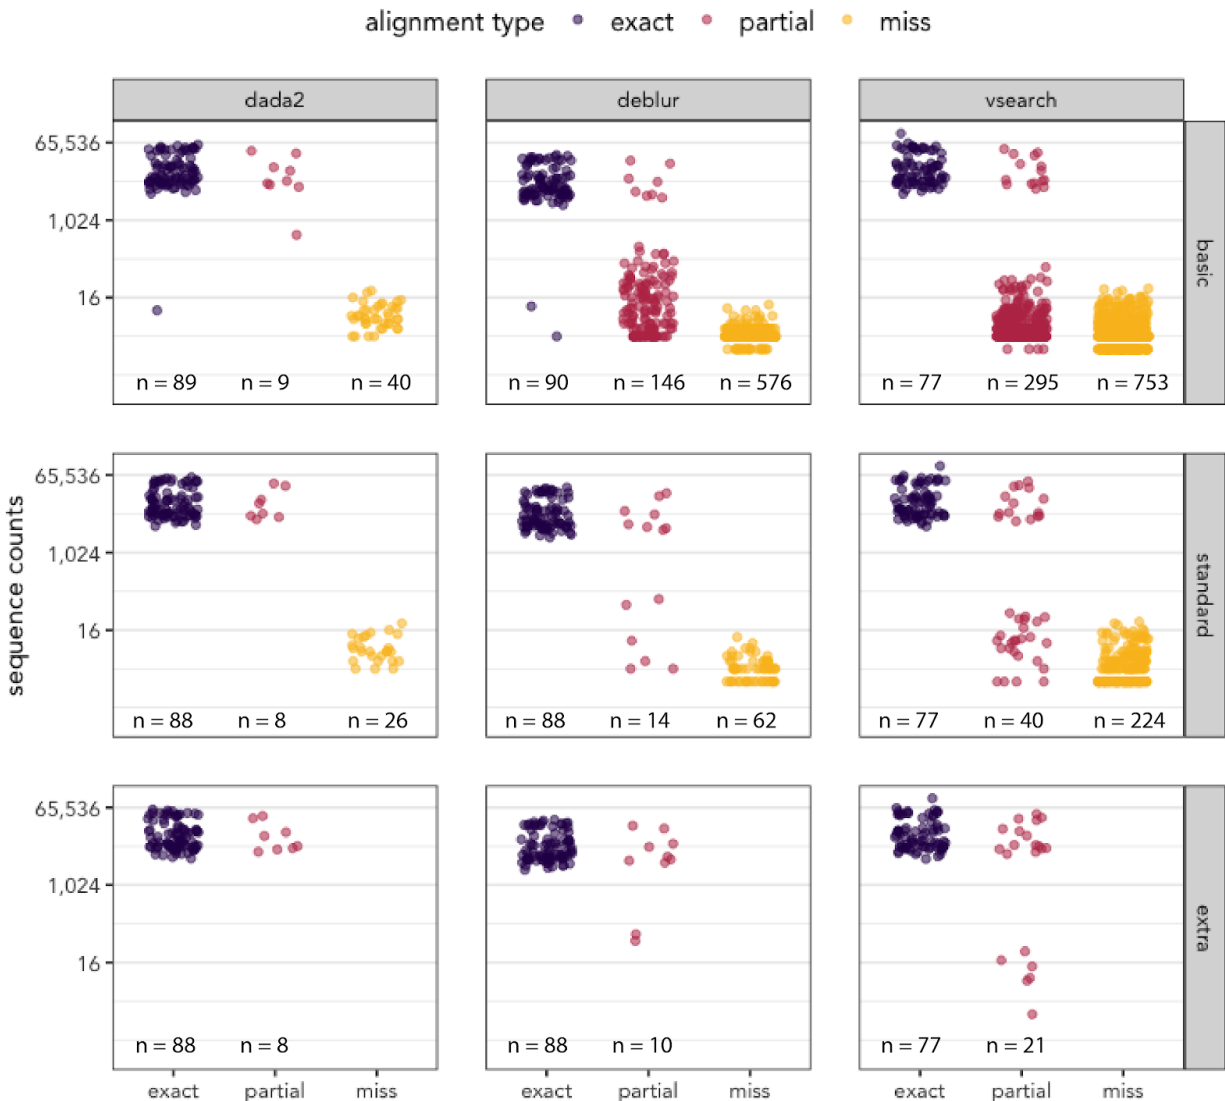 alignment type exact partial miss
dada2 deblur vsearch
65,536
1,024
16
n = 89 n = 9 n = 40 n = 90 n = 146 n = 576 n = 77 n = 295 n = 753
basic
sequence counts
65,536
1,024
16
n = 88 n = 8 n = 26 n = 88 n = 14 n = 62 n = 77 n = 40 n = 224
standard
65,536
1,024
16
n = 88 n = 8 n = 88 n = 10 n = 77 n = 21
extra
exact partial miss exact partial miss exact partial miss